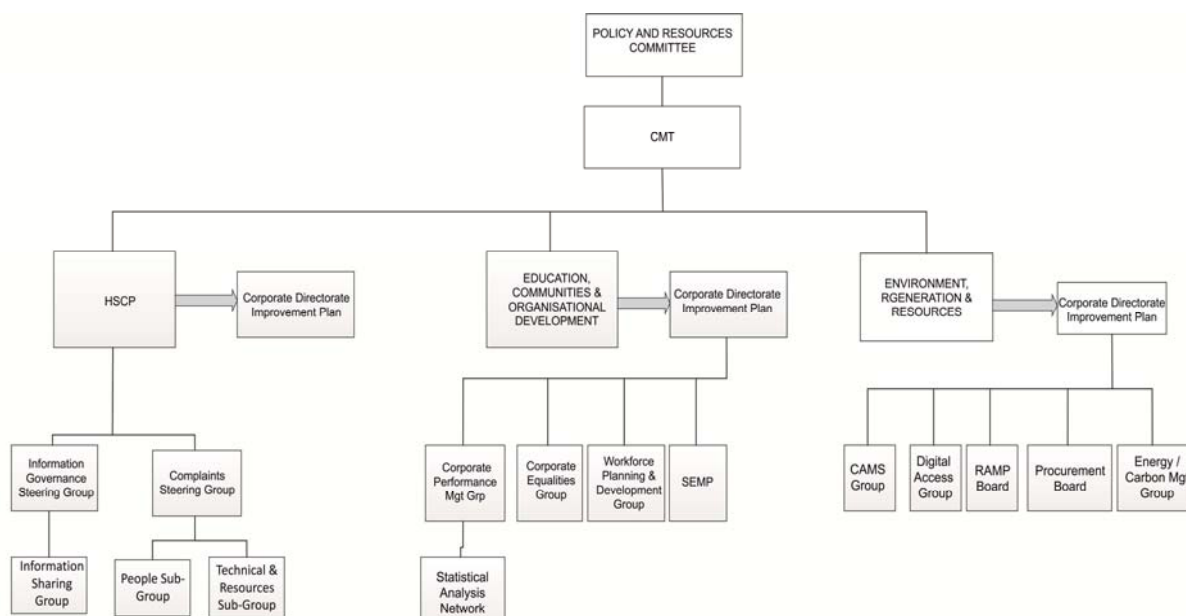 POLICY AND RESOURCES
COMMITTEE
CMT
HSCP
Corporate Directorate
Improvement Plan
EDUCATION,
COMMUNITIES &
ORGANISATIONAL
DEVELOPMENT
Corporate Directorate
Improvement Plan
ENVIRONMENT,
RGENERATION &
RESOURCES
Corporate Directorate
Improvement Plan
Information
Governance
Steering Group
Complaints
Steering Group
Corporate
Performance
Mgt Grp
Corporate
Equalities
Group
Workforce
Planning &
Development
Group
SEMP
CAMS
Group
Digital
Access
Group
RAMP
Board
Procurement
Board
Energy /
Carbon Mgt
Group
Information
Sharing
Group
People Sub-
Group
Technical &
Resources
Sub-Group
Statistical
Analysis
Network